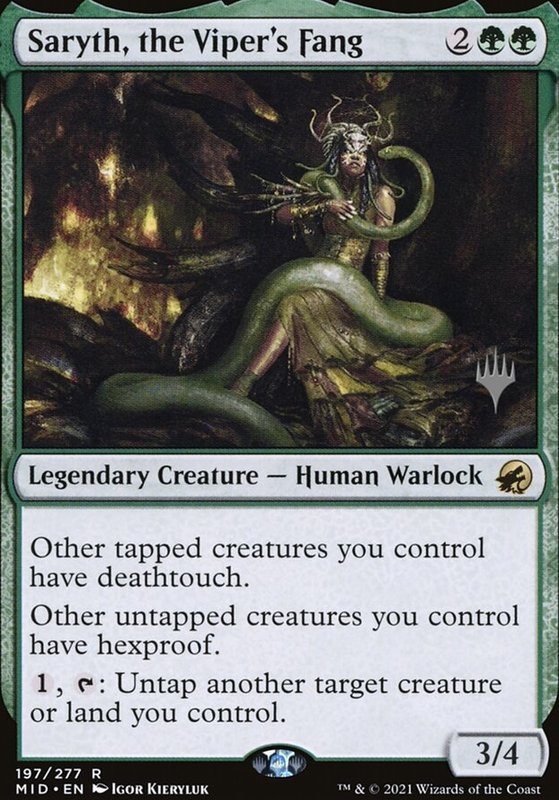 Saryth, the Viper's Fang 2
Legendary Creature — Human Warlock
Other tapped creatures you control
have deathtouch.
Other untapped creatures you control
have hexproof.
1, : Untap another target creature
or land you control.
3/4
197/277 R
MID • EN Igor Kieryluk
™ & © 2021 Wizards of the Coast